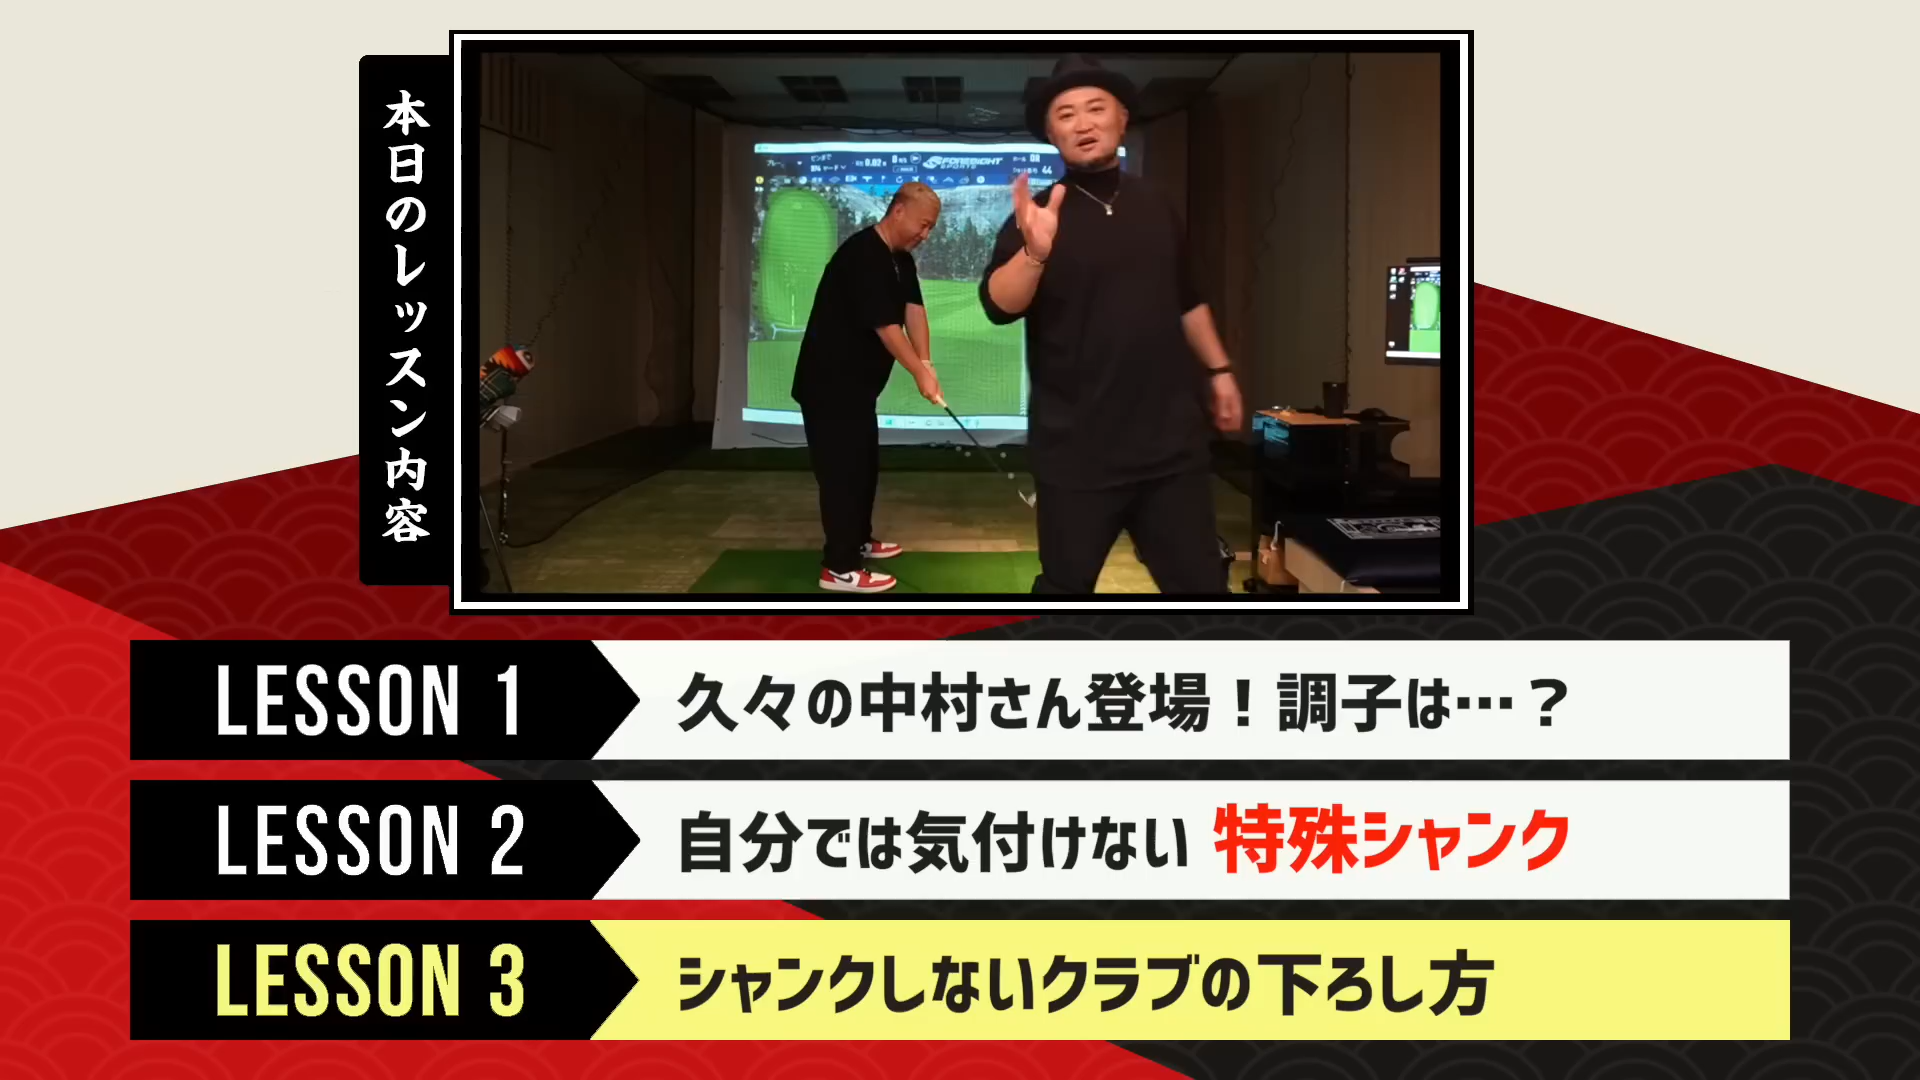 本日のレッスン内容
FORESIGHT
SPORTS
LESSON 1
久々の中村さん登場！調子は…？
LESSON 2
自分では気付けない 特殊シャンク
LESSON 3
シャンクしないクラブの下ろし方